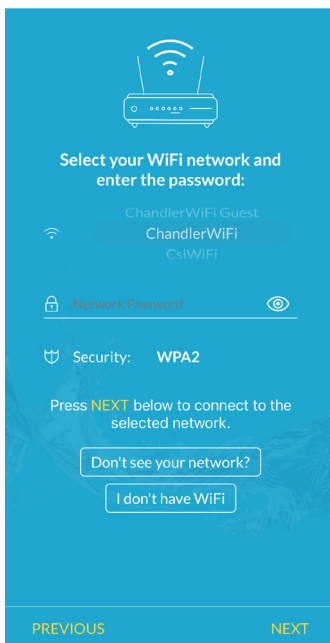 Select your WiFi network and
enter the password:
ChandlerWiFi Guest
ChandlerWiFi
CsiWiFi
Network Password
Security: WPA2
Press NEXT below to connect to the
selected network.
Don't see your network?
I don't have WiFi
PREVIOUS NEXT